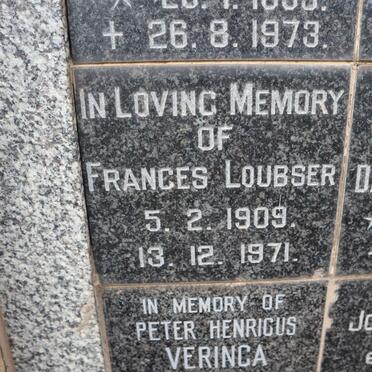 ✝ 26. 8. 1973.
IN LOVING MEMORY
OF
FRANCES LOUBSER
5. 2. 1909.
13. 12. 1971.
IN MEMORY OF
PETER HENRICUS
VERINCA